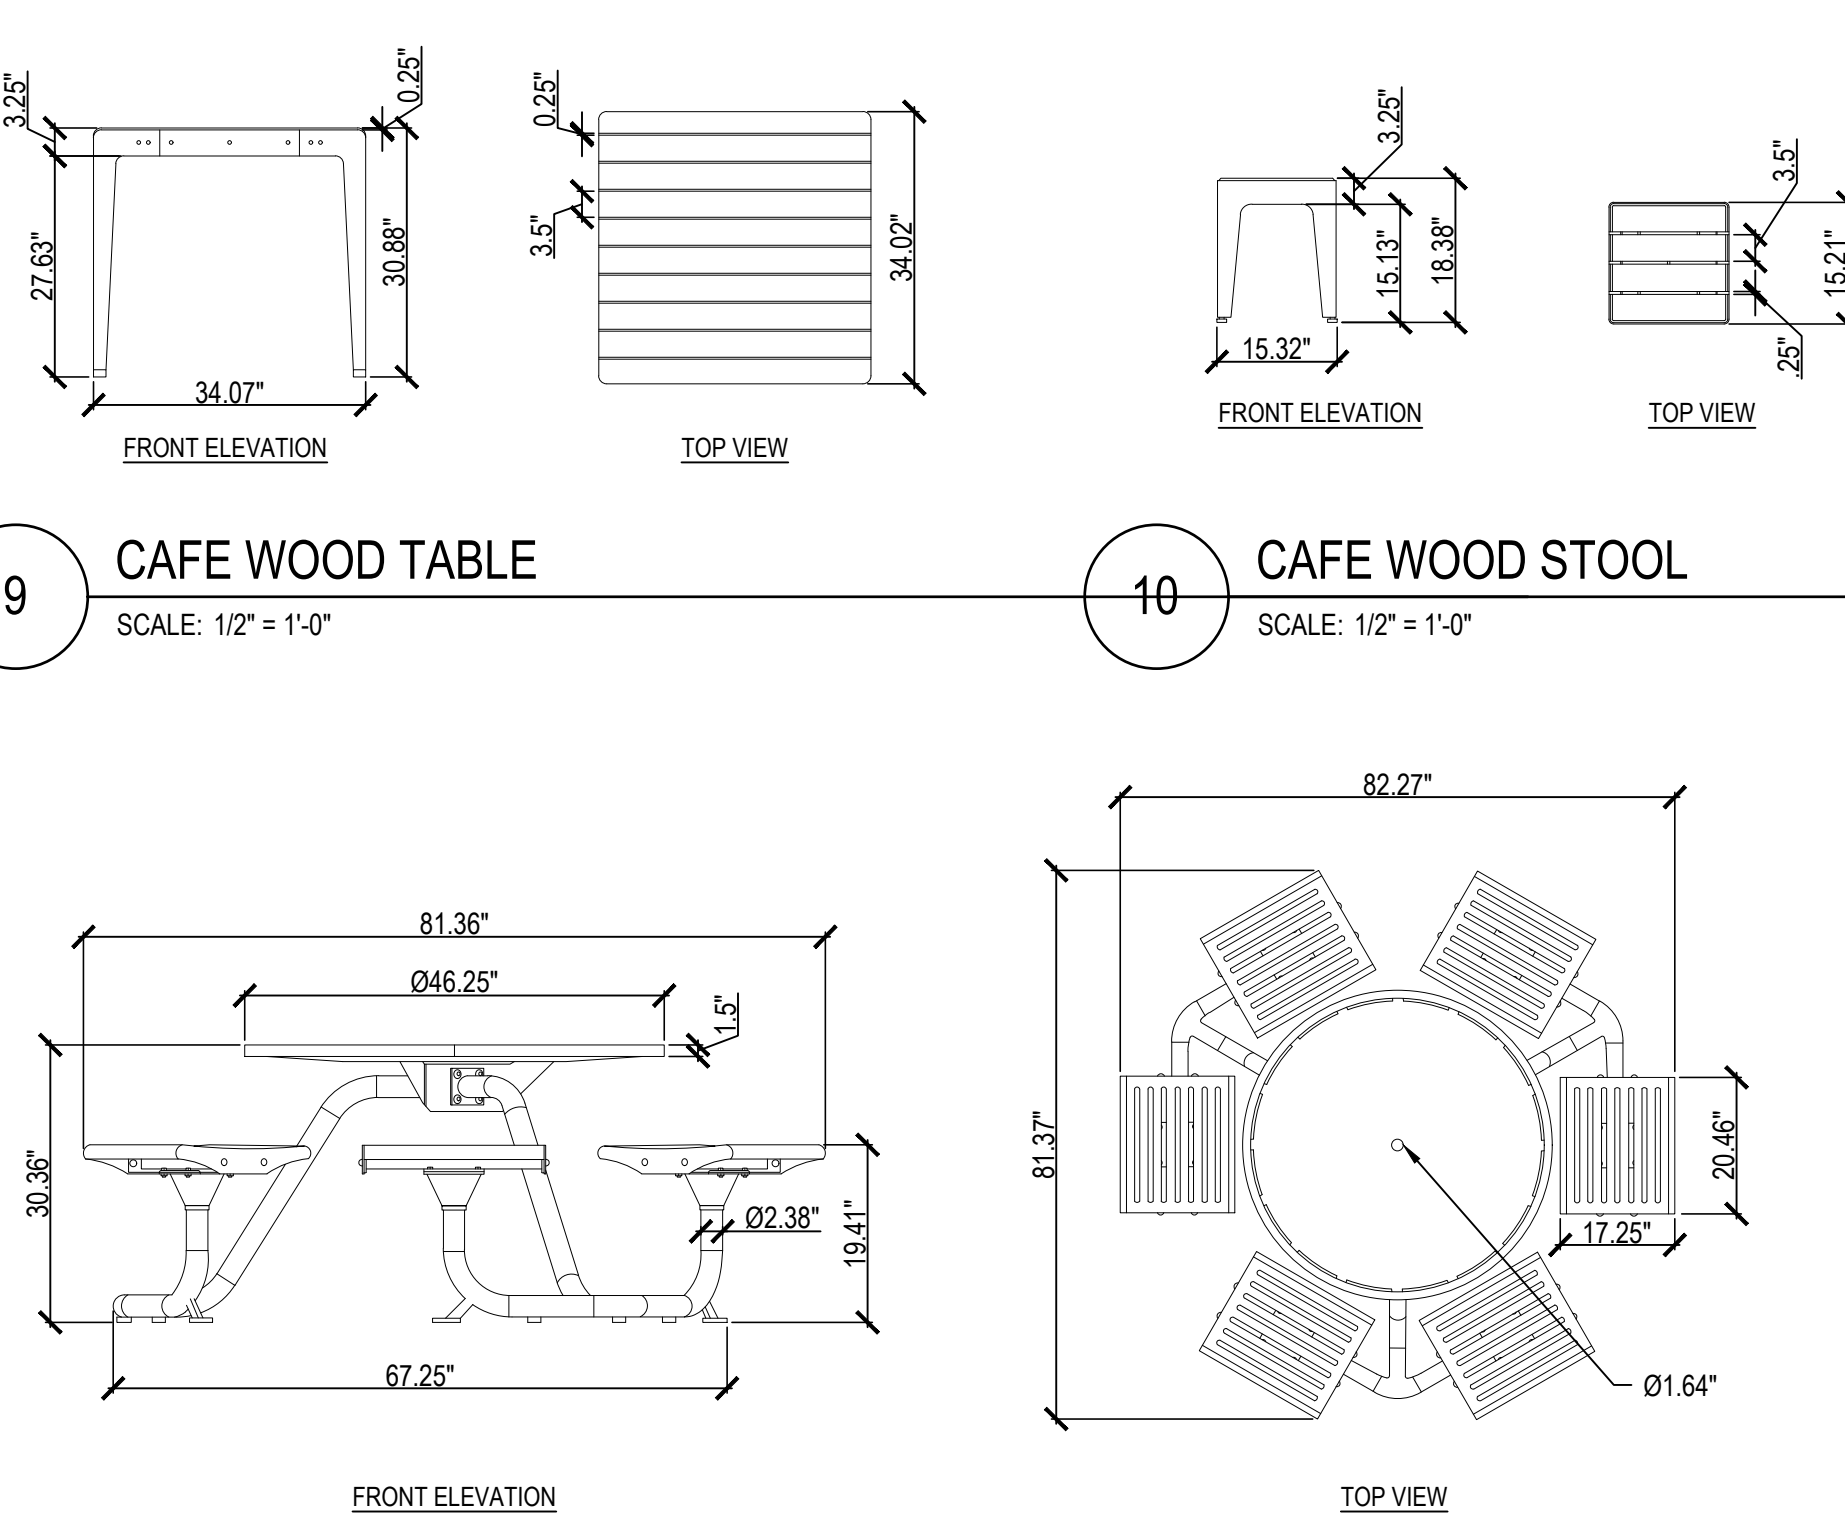 3.25"
0.25"
27.63"
30.88"
34.07"
FRONT ELEVATION
0.25"
3.5"
34.02"
TOP VIEW
3.25"
15.13"
18.38"
15.32"
FRONT ELEVATION
3.5"
15.21"
.25"
TOP VIEW
9
CAFE WOOD TABLE
SCALE: 1/2" = 1'-0"
10
CAFE WOOD STOOL
SCALE: 1/2" = 1'-0"
81.36"
Ø46.25"
1.5"
30.36"
Ø2.38"
19.41"
67.25"
FRONT ELEVATION
82.27"
81.37"
20.46"
17.25"
Ø1.64"
TOP VIEW